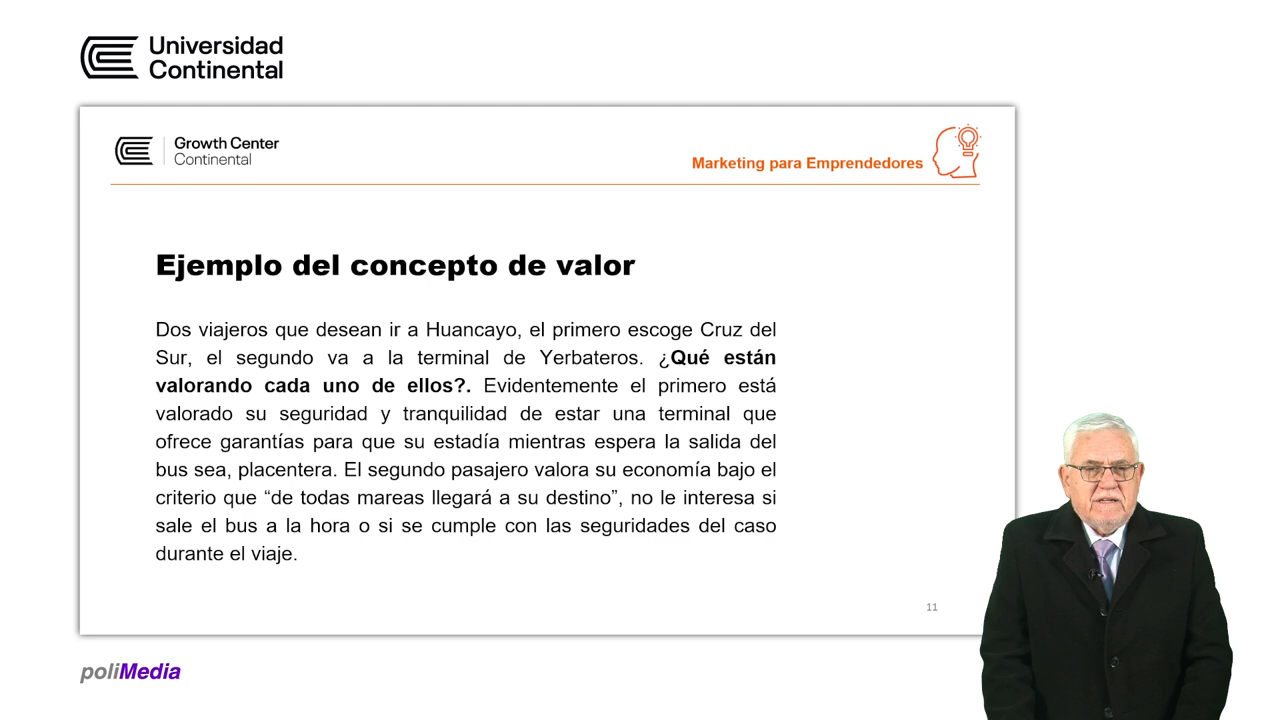 Universidad
Continental
Growth Center
Continental
Marketing para Emprendedores
Ejemplo del concepto de valor
Dos viajeros que desean ir a Huancayo, el primero escoge Cruz del
Sur, el segundo va a la terminal de Yerbateros. ¿Qué están
valorando cada uno de ellos?. Evidentemente el primero está
valorado su seguridad y tranquilidad de estar una terminal que
ofrece garantías para que su estadía mientras espera la salida del
bus sea, placentera. El segundo pasajero valora su economía bajo el
criterio que “de todas mareas llegará a su destino”, no le interesa si
sale el bus a la hora o si se cumple con las seguridades del caso
durante el viaje.
11
poliMedia